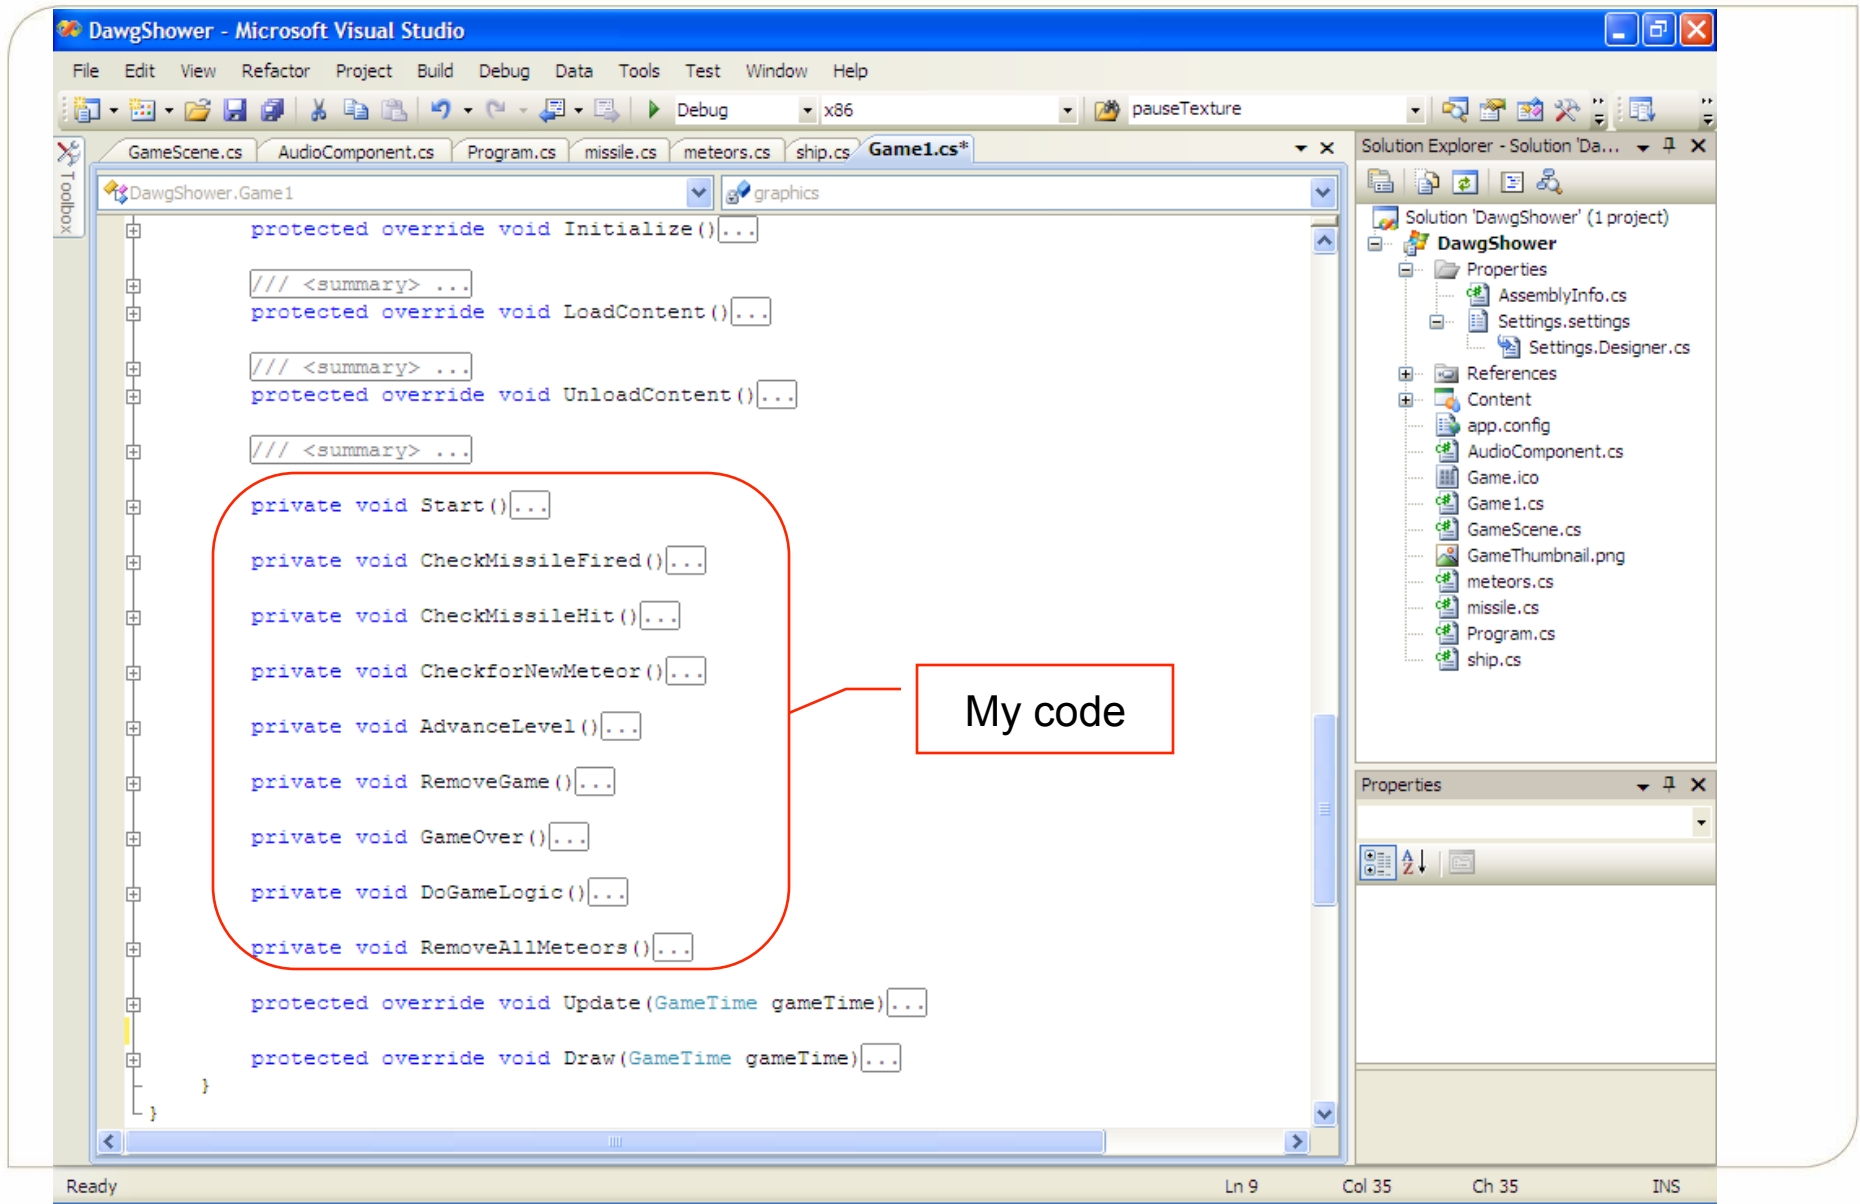 DawgShower - Microsoft Visual Studio
File Edit View Refactor Project Build Debug Data Tools Test Window Help
Debug x86 pauseTexture
Toolbox
GameScene.cs AudioComponent.cs Program.cs missile.cs meteors.cs ship.cs Game1.cs*
DawgShower.Game1 graphics
protected override void Initialize()...
/// <summary> ...
protected override void LoadContent()...
/// <summary> ...
protected override void UnloadContent()...
/// <summary> ...
private void Start()...
private void CheckMissileFired()...
private void CheckMissileHit()...
private void CheckforNewMeteor()...
private void AdvanceLevel()...
private void RemoveGame()...
private void GameOver()...
private void DoGameLogic()...
private void RemoveAllMeteors()...
protected override void Update(GameTime gameTime)...
protected override void Draw(GameTime gameTime)...
}
}
My code
Solution Explorer - Solution 'Da...
Solution 'DawgShower' (1 project)
DawgShower
Properties
AssemblyInfo.cs
Settings.settings
Settings.Designer.cs
References
Content
app.config
AudioComponent.cs
Game.ico
Game1.cs
GameScene.cs
GameThumbnail.png
meteors.cs
missile.cs
Program.cs
ship.cs
Properties
Ready Ln 9 Col 35 Ch 35 INS